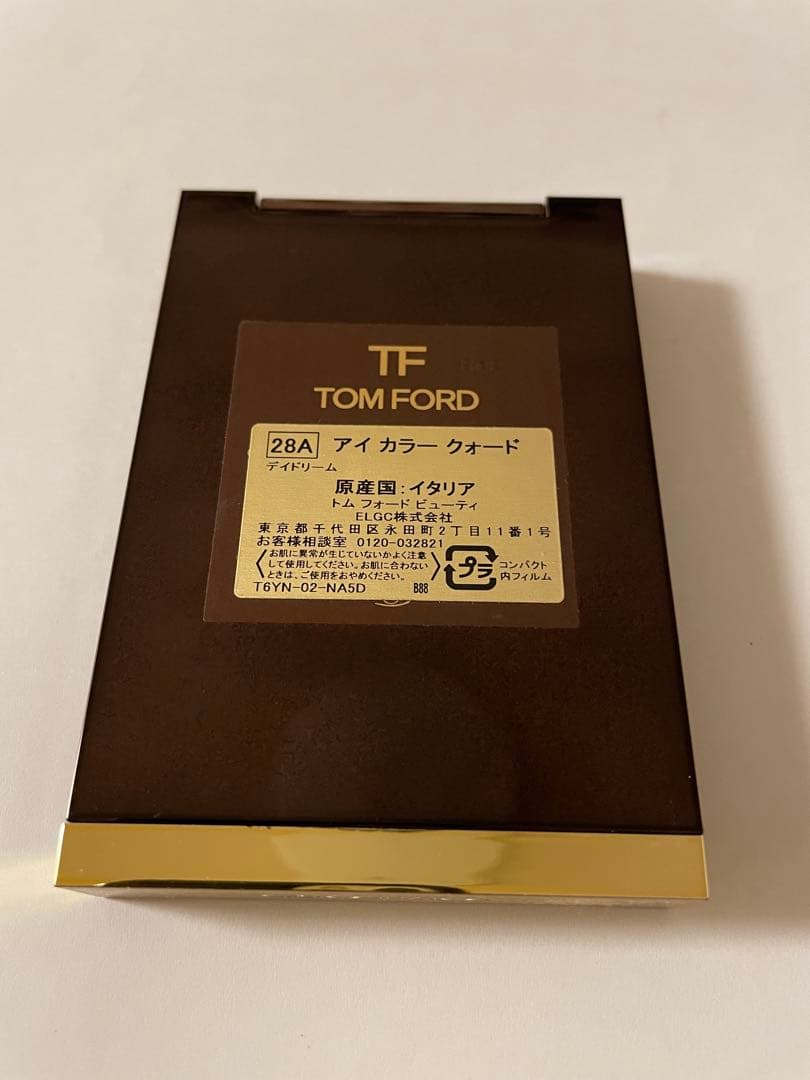 TF
TOM FORD
28A アイ カラー クォード
デイドリーム
原産国:イタリア
トム フォード ビューティ
ELGC株式会社
東京都千代田区永田町2丁目11番1号
お客様相談室 0120-032821
お肌に異常が生じていないかよく注意
して使用してください。お肌に合わない
ときは、ご使用をおやめください。
プラ
コンパクト
内フィルム
T6YN-02-NA5D B88